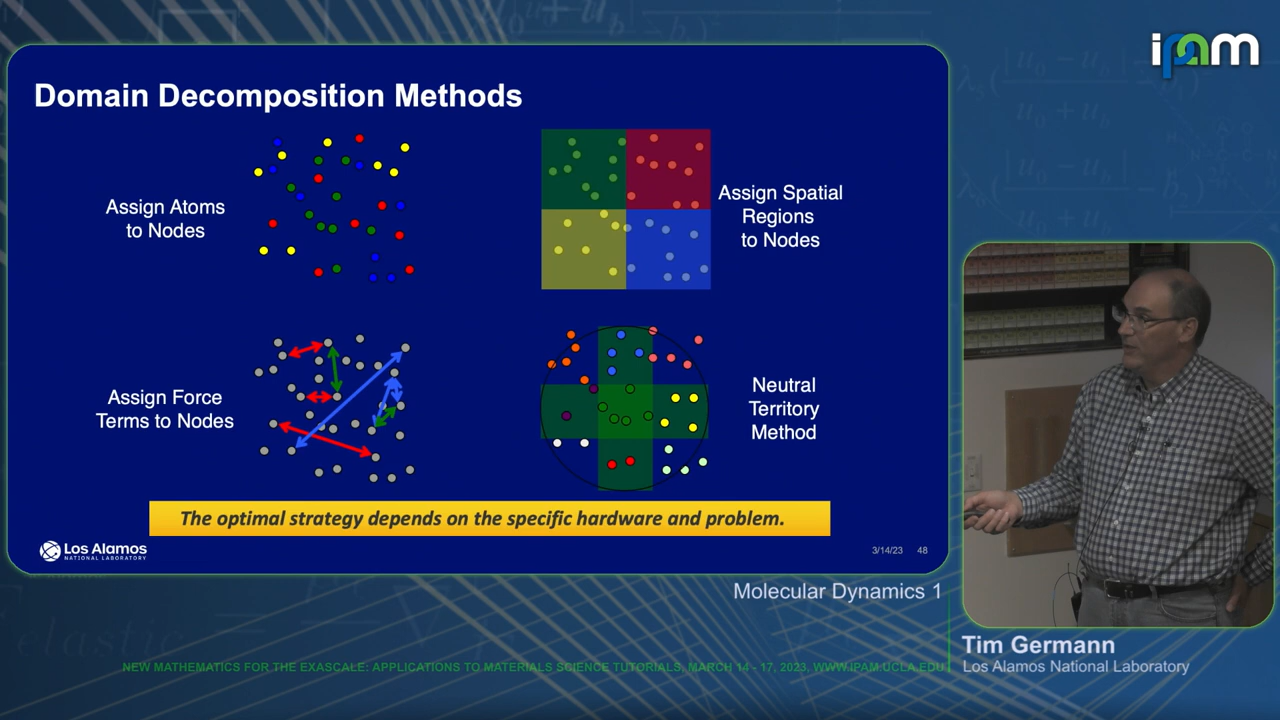 ipam
Domain Decomposition Methods
Assign Atoms
to Nodes
Assign Spatial
Regions
to Nodes
Assign Force
Terms to Nodes
Neutral
Territory
Method
The optimal strategy depends on the specific hardware and problem.
Los Alamos
NATIONAL LABORATORY
3/14/23 48
Molecular Dynamics 1
Tim Germann
Los Alamos National Laboratory
NEW MATHEMATICS FOR THE EXASCALE: APPLICATIONS TO MATERIALS SCIENCE TUTORIALS, MARCH 14 - 17, 2023, WWW.IPAM.UCLA.EDU
elastic